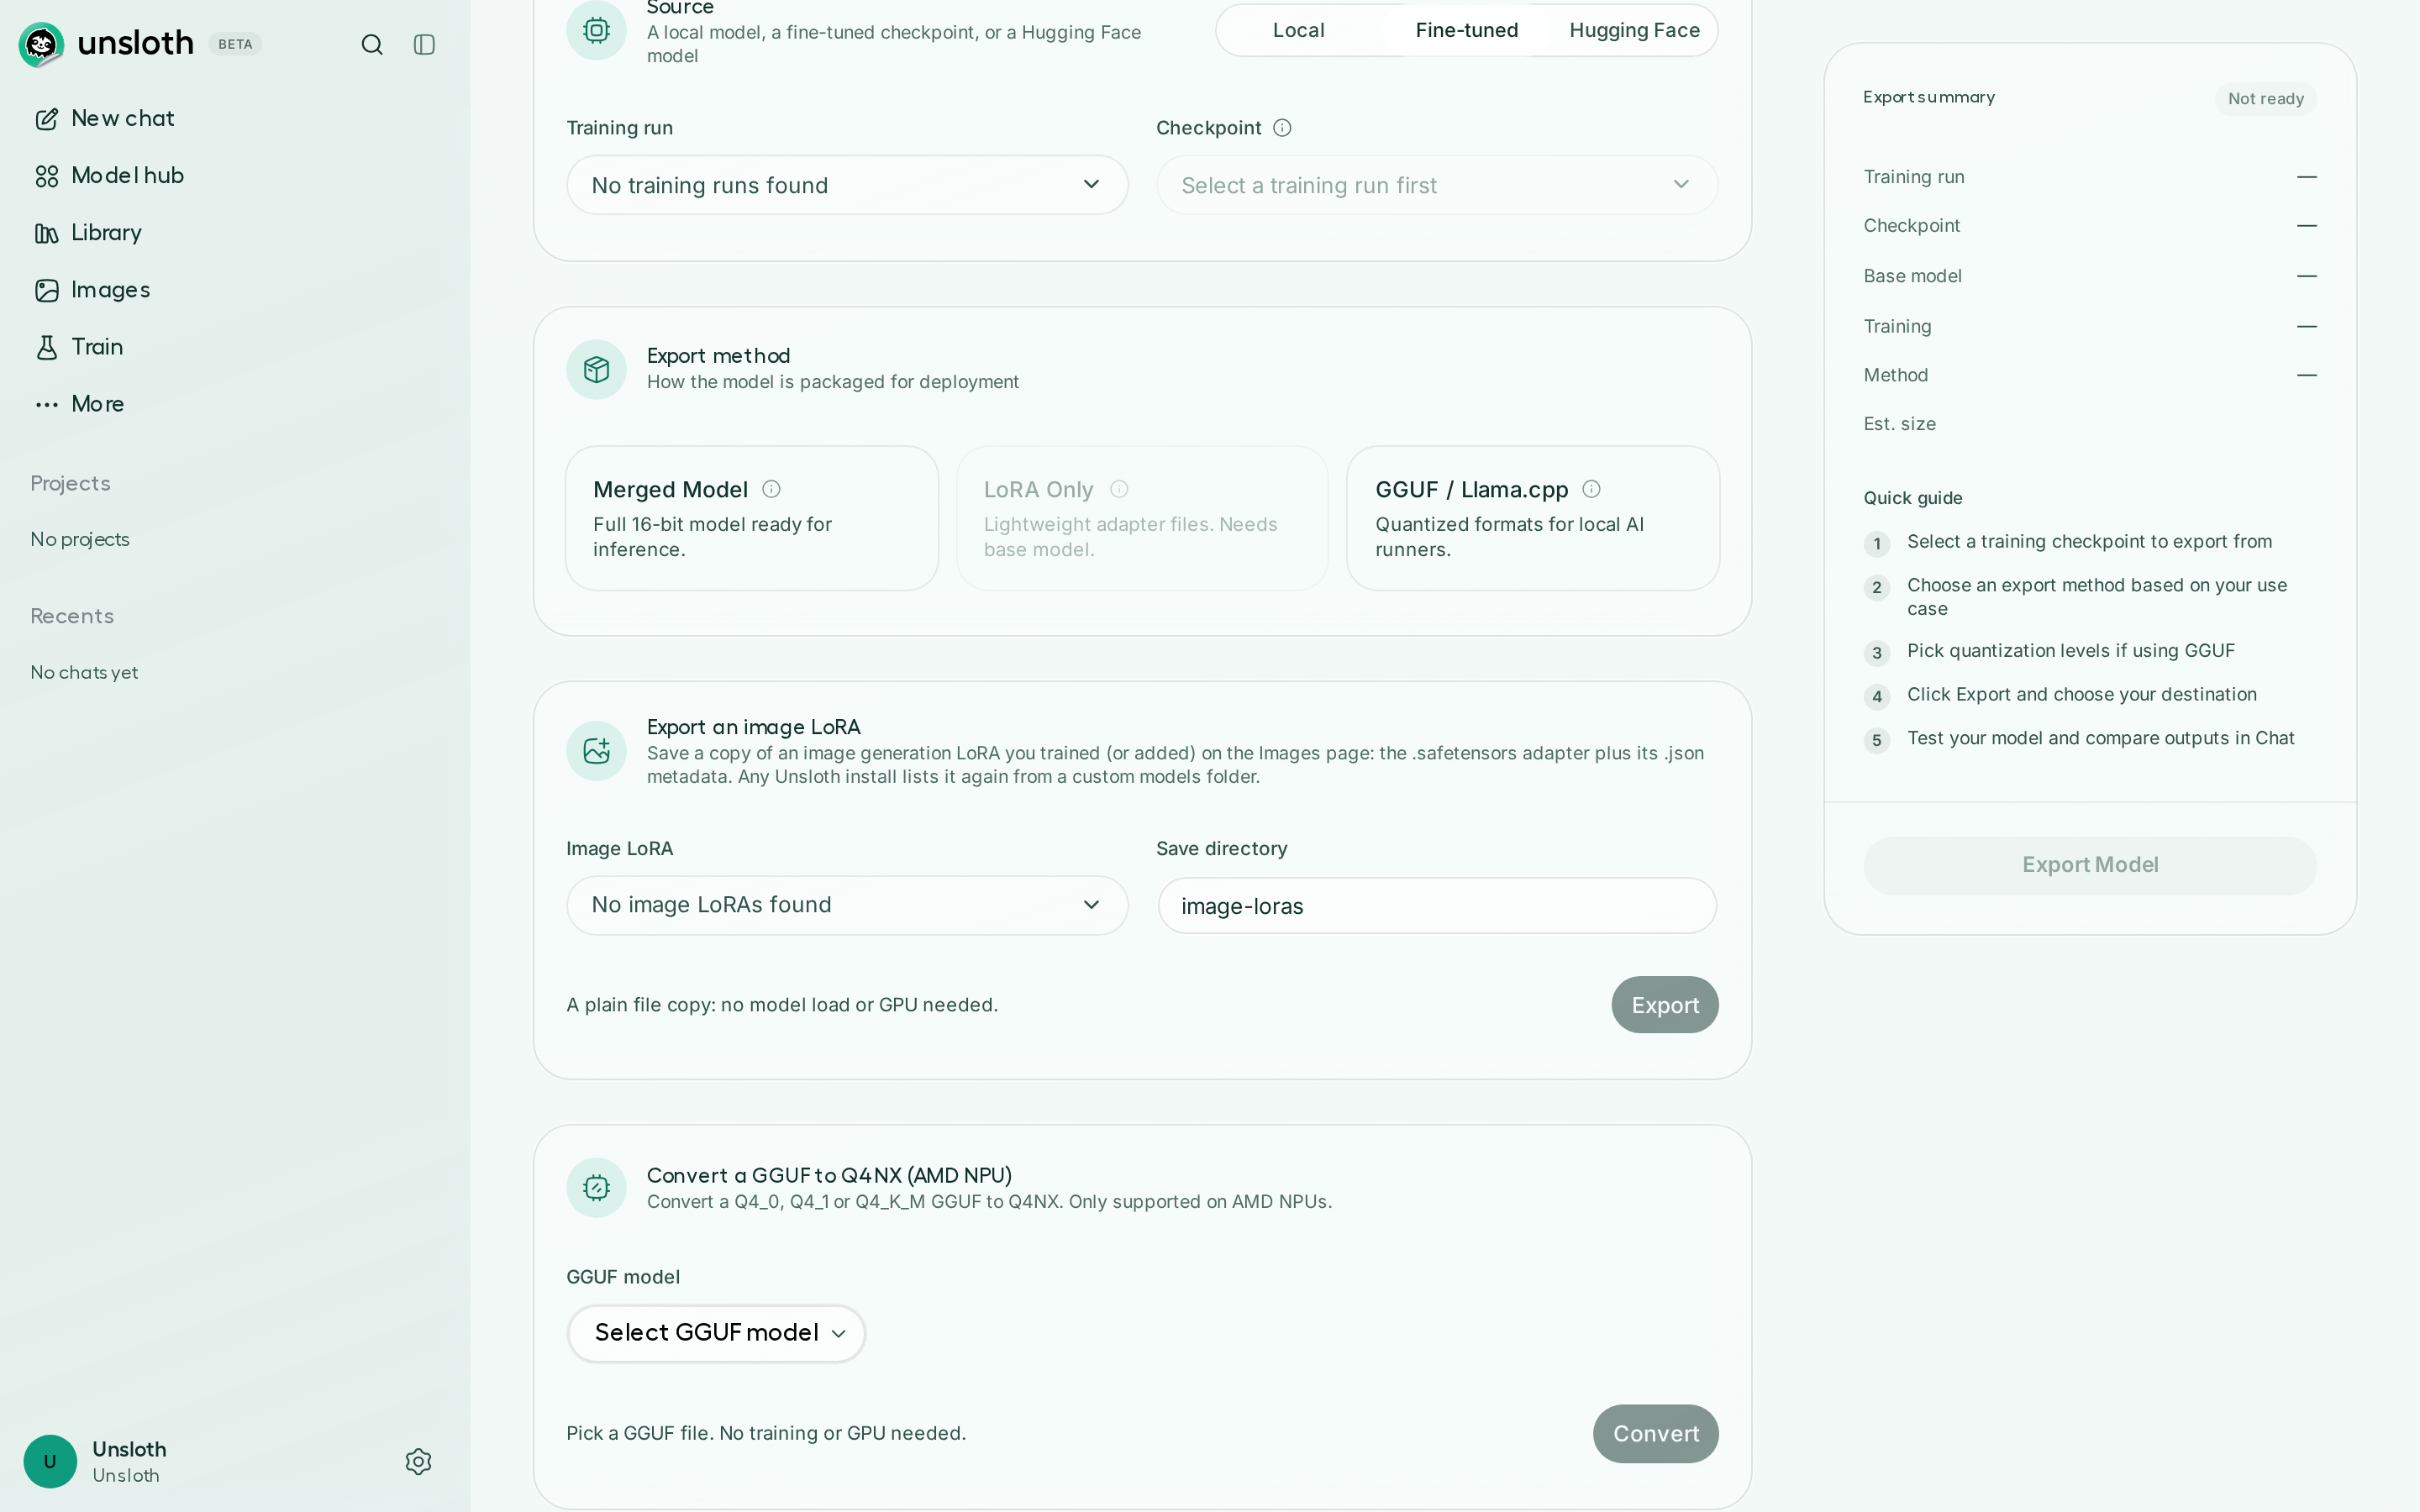 unsloth BETA
New chat
Model hub
Library
Images
Train
More
Projects
No projects
Recents
No chats yet
U
Unsloth
Unsloth
Source
A local model, a fine-tuned checkpoint, or a Hugging Face
model
Local Fine-tuned Hugging Face
Training run
No training runs found
Checkpoint
Select a training run first
Export method
How the model is packaged for deployment
Merged Model
Full 16-bit model ready for
inference.
LoRA Only
Lightweight adapter files. Needs
base model.
GGUF / Llama.cpp
Quantized formats for local AI
runners.
Export an image LoRA
Save a copy of an image generation LoRA you trained (or added) on the Images page: the .safetensors adapter plus its .json
metadata. Any Unsloth install lists it again from a custom models folder.
Image LoRA
No image LoRAs found
Save directory
image-loras
A plain file copy: no model load or GPU needed.
Export
Convert a GGUF to Q4NX (AMD NPU)
Convert a Q4_0, Q4_1 or Q4_K_M GGUF to Q4NX. Only supported on AMD NPUs.
GGUF model
Select GGUF model
Pick a GGUF file. No training or GPU needed.
Convert
Export summary
Not ready
Training run —
Checkpoint —
Base model —
Training —
Method —
Est. size
Quick guide
1 Select a training checkpoint to export from
2 Choose an export method based on your use
case
3 Pick quantization levels if using GGUF
4 Click Export and choose your destination
5 Test your model and compare outputs in Chat
Export Model